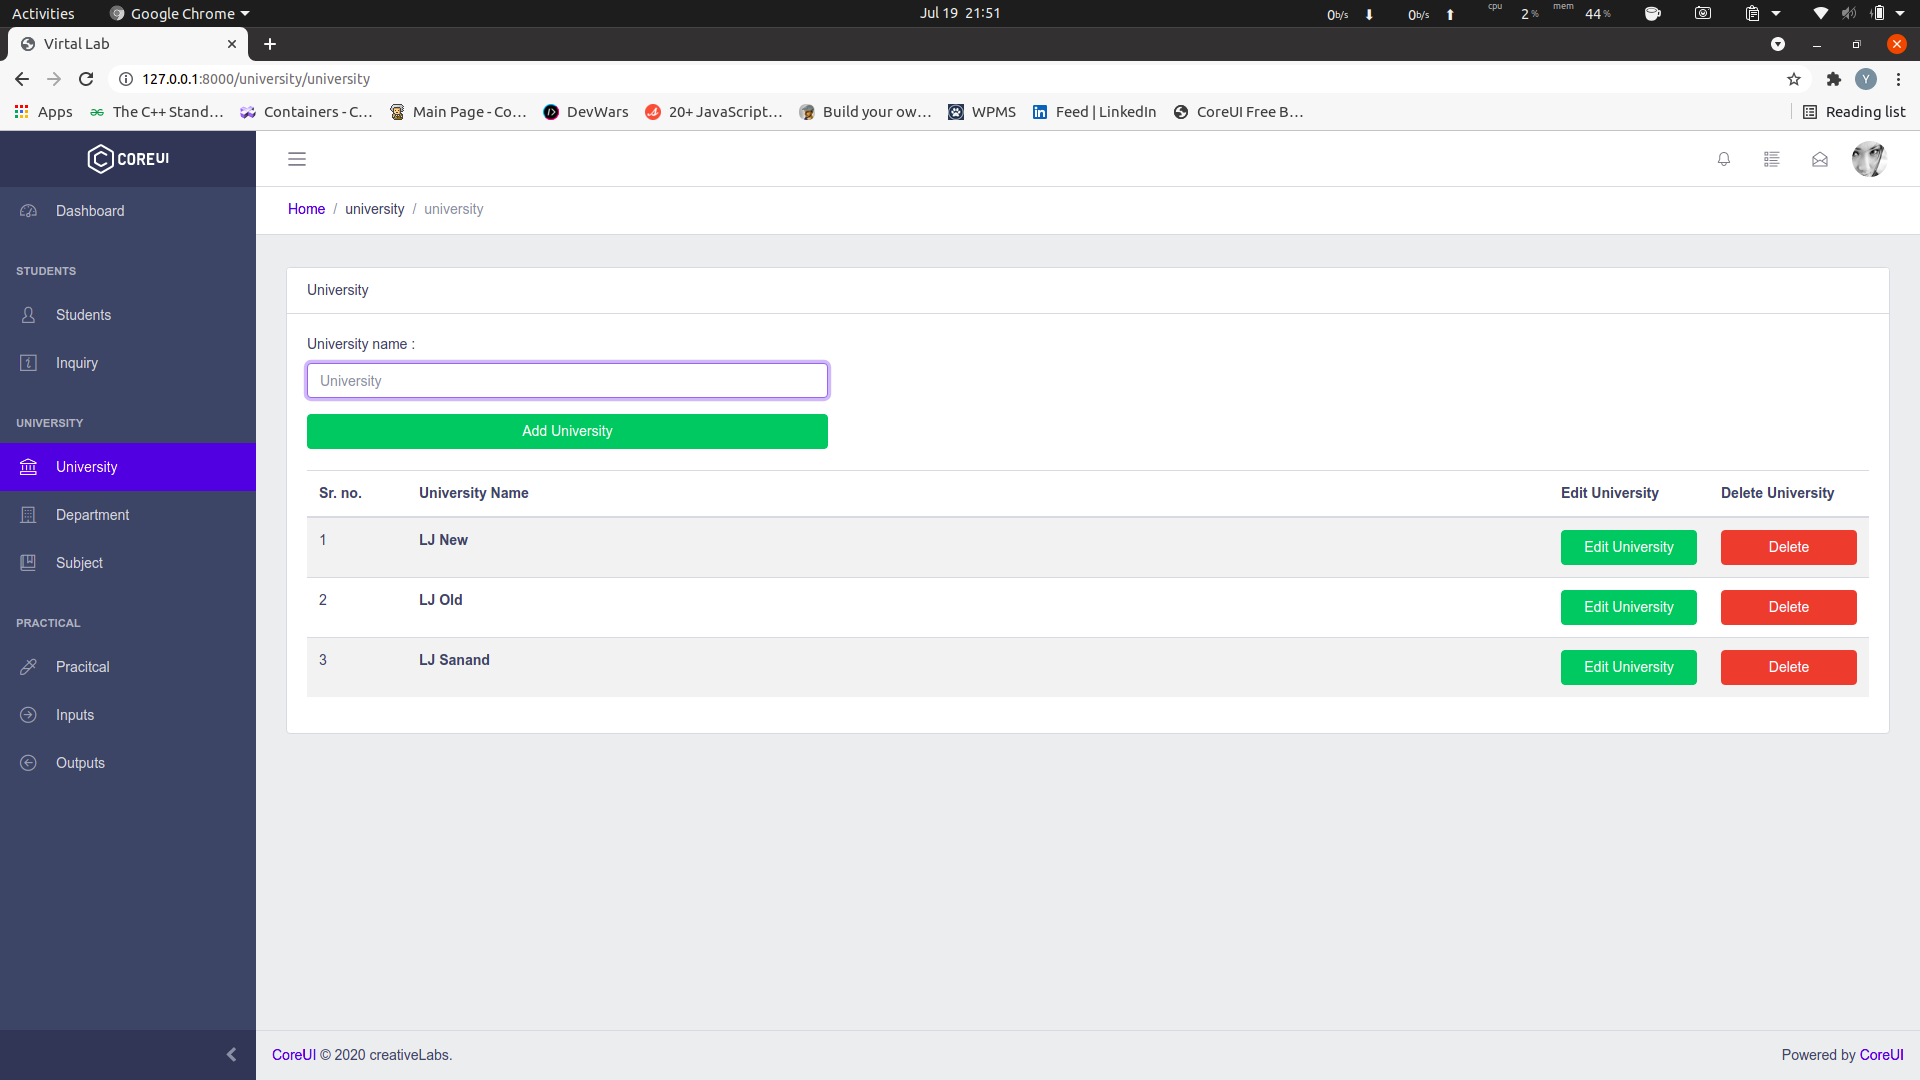 Activities Google Chrome Jul 19 21:51 0b/s 0b/s cpu 2% mem 44%
Virtal Lab
127.0.0.1:8000/university/university Y
Apps The C++ Stand… Containers - C… Main Page - Co… DevWars 20+ JavaScript… Build your ow… WPMS Feed | LinkedIn CoreUI Free B… Reading list
COREUI
Dashboard
STUDENTS
Students
Inquiry
UNIVERSITY
University
Department
Subject
PRACTICAL
Pracitcal
Inputs
Outputs
Home / university / university
University
University name :
University
Add University
Sr. no. University Name Edit University Delete University
1 LJ New Edit University Delete
2 LJ Old Edit University Delete
3 LJ Sanand Edit University Delete
CoreUI © 2020 creativeLabs. Powered by CoreUI